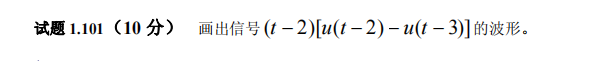 试题 1.101（10 分） 画出信号(t − 2)[u(t − 2) − u(t − 3)]的波形。